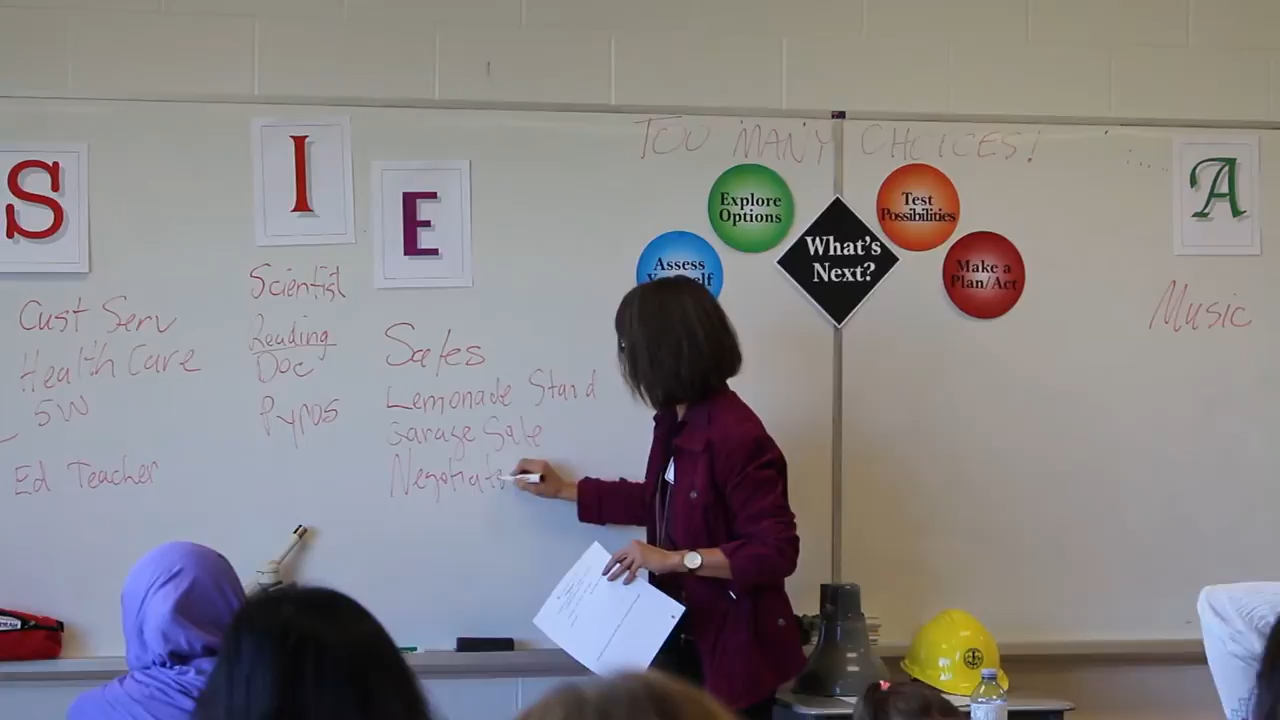 TOO MANY CHOICES!
S
I
E
A
Explore
Options
Test
Possibilities
What's
Next?
Assess
Make a
Plan/Act
Cust Serv
Health Care
SW
Ed Teacher
Scientist
Reading
Doc
Sales
Lemonade Stand
Garage Sale
Negotiate
Music